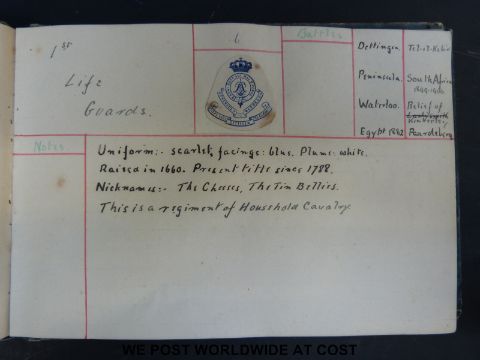 1st
Life
Guards.
6
Battles
Dettingen.
Peninsula.
Waterloo.
Egypt 1882
Tel-el-Kebir
South Africa
1899-1900
Relief of
Kimberley.
Paardeberg
Notes.
Uniform:- scarlet, facings: blue. Plume: white.
Raised in 1660. Present title since 1788.
Nicknames:- The Cheeses, The Tin Bellies.
This is a regiment of Household Cavalry
WE POST WORLDWIDE AT COST